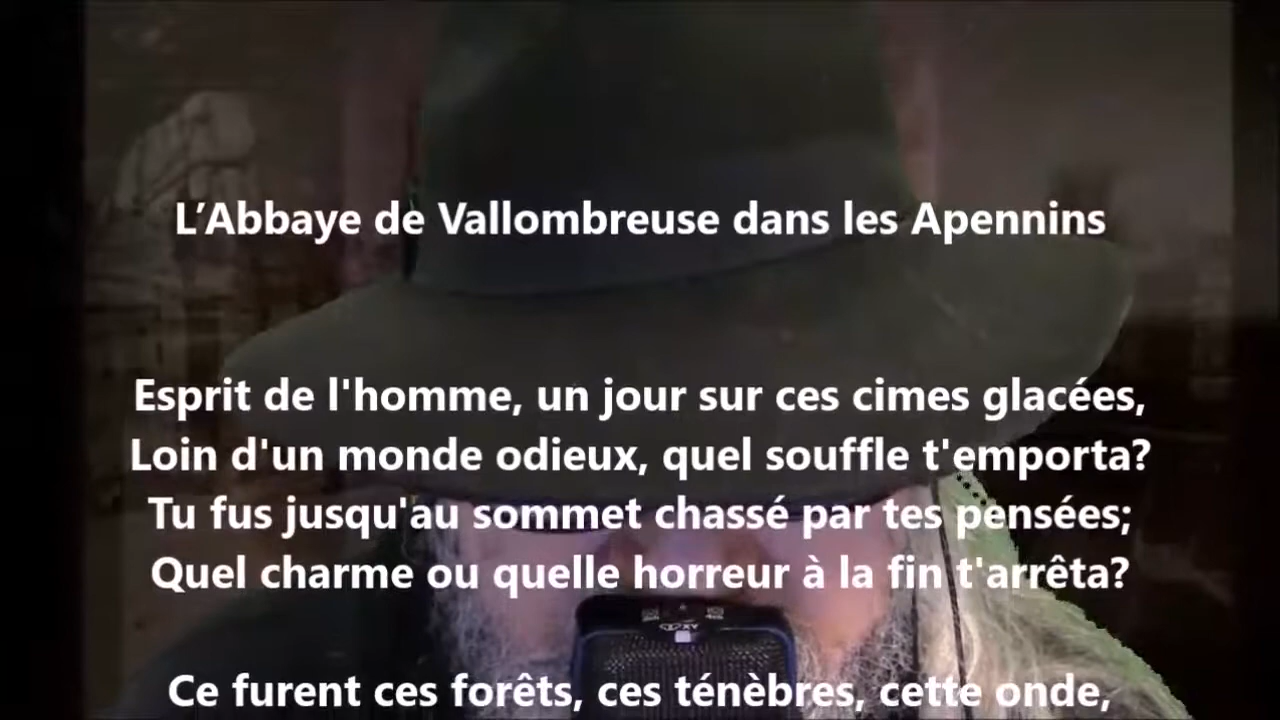 L’Abbaye de Vallombreuse dans les Apennins
Esprit de l'homme, un jour sur ces cimes glacées,
Loin d'un monde odieux, quel souffle t'emporta?
Tu fus jusqu'au sommet chassé par tes pensées;
Quel charme ou quelle horreur à la fin t'arrêta?
XY
Ce furent ces forêts, ces ténèbres, cette onde,